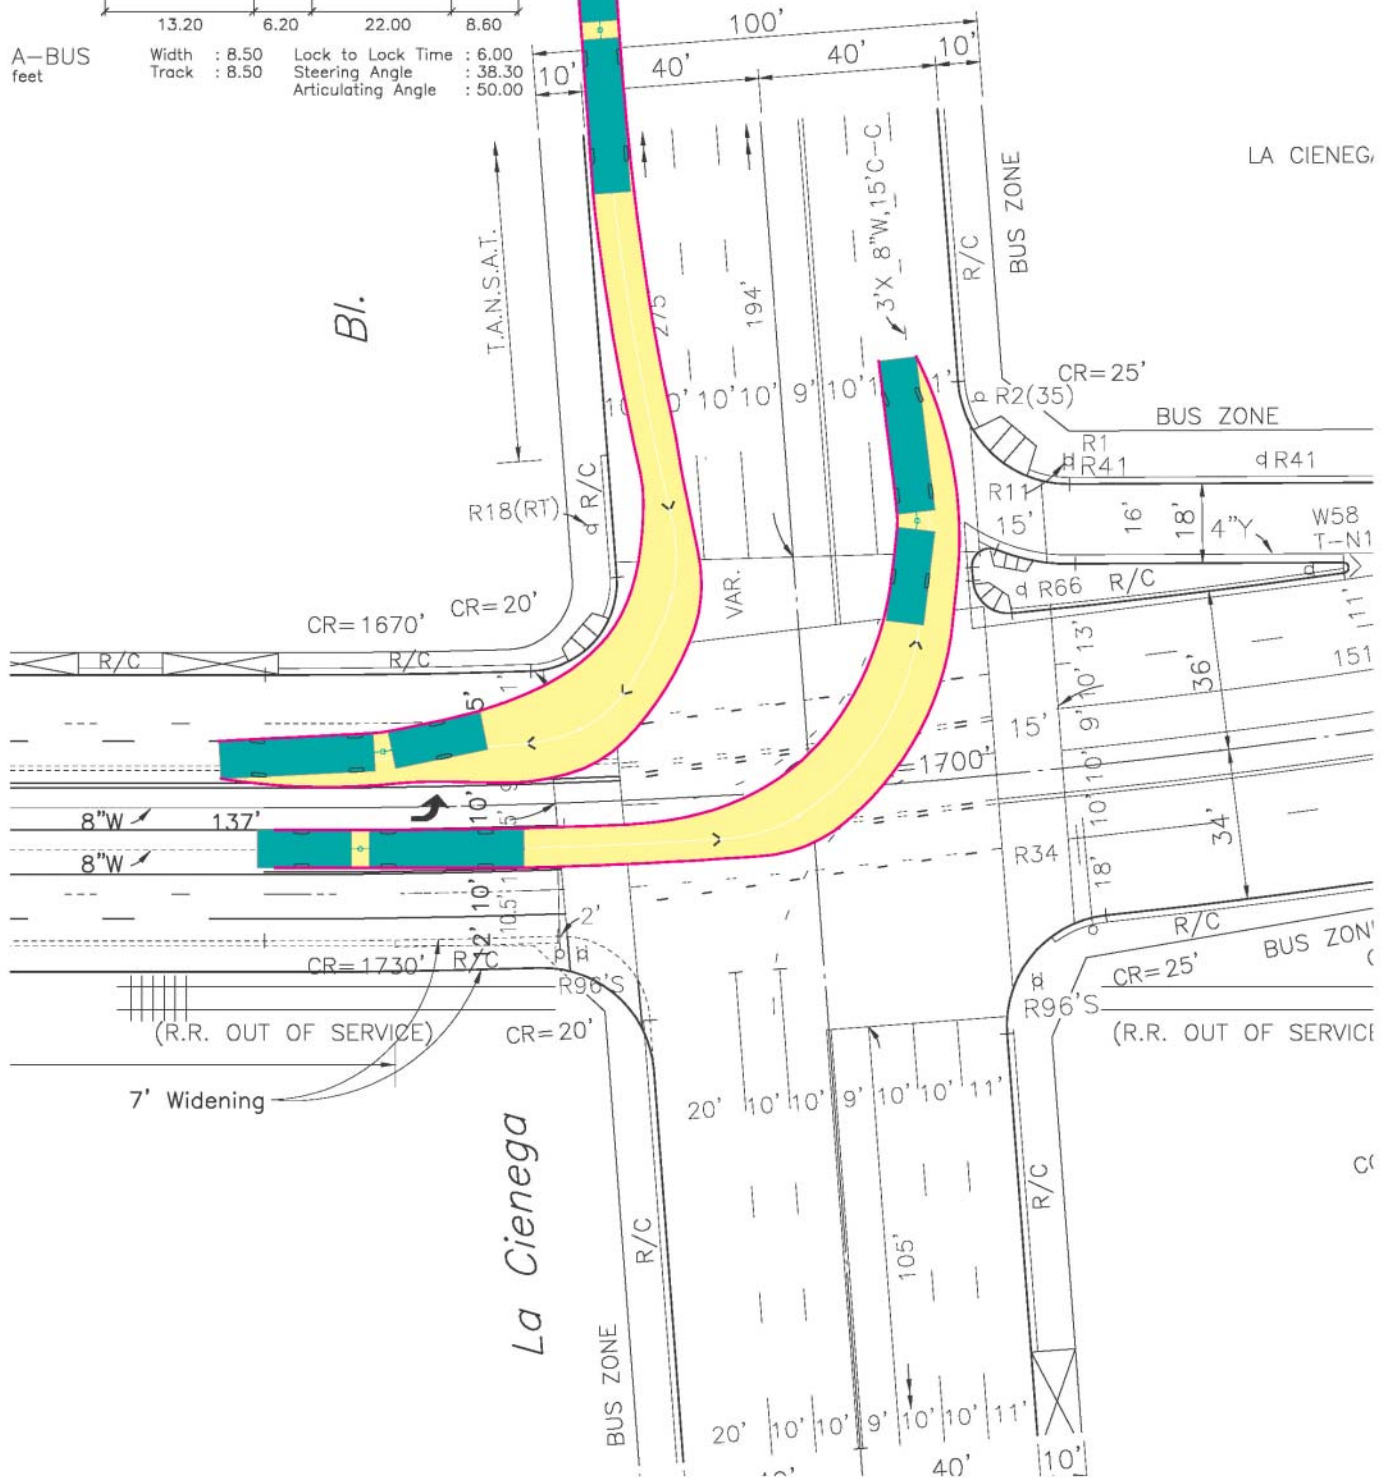 13.20 6.20 22.00 8.60
A-BUS
feet
Width : 8.50 Lock to Lock Time : 6.00
Track : 8.50 Steering Angle : 38.30
Articulating Angle : 50.00
100'
10' 40' 40' 10'
LA CIENEGA
BUS ZONE
R/C
3'X 8"W,15'C-C
T.A.N.S.A.T.
Bl.
275
194'
10'10' 9' 10'
1'
CR=25'
R2(35)
BUS ZONE
R1
R41
R41
R/C
R18(RT)
R11
15'
16'
18'
4"Y
W58
T-N1
R66 R/C
VAR.
CR=1670'
CR=20'
R/C
R/C
11'
13'
10'
9'
36'
151
15'
5'
1'
=1700'
9'
10'
5'
8"W
137'
8"W
10'
10'
34'
R34
18'
10'
10.5'
1'
2'
12'
CR=1730' R/C
R96'S
R/C
BUS ZON
CR=25'
R96'S
(R.R. OUT OF SERVICE)
CR=20'
(R.R. OUT OF SERVICE
7' Widening
20' 10' 10' 9' 10' 10' 11'
La Cienega
R/C
R/C
105'
BUS ZONE
20' 10' 10' 9' 10' 10' 11'
40' 10'